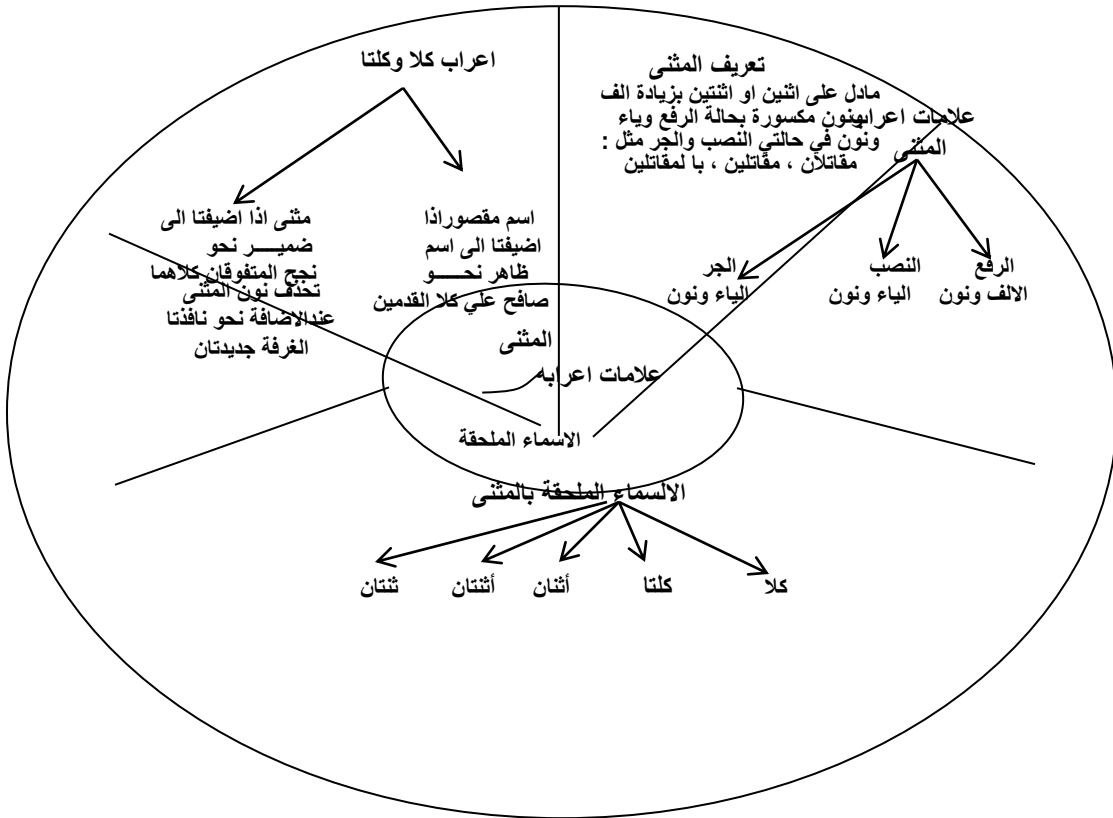 تعريف المثنى
مادل على اثنين او اثنتين بزيادة الف
ونون مكسورة بحالة الرفع وياء
ونون في حالتي النصب والجر مثل :
مقاتلان ، مقاتلين ، با لمقاتلين
علامات اعراب
المثنى
الرفع
الالف ونون
النصب
الياء ونون
الجر
الياء ونون
اعراب كلا وكلتا
اسم مقصوراذا
اضيفتا الى اسم
ظاهر نحـــــو
صافح علي كلا القدمين
مثنى اذا اضيفتا الى
ضميـــــر نحو
نجح المتفوقان كلاهما
تحذف نون المثنى
عندالاضافة نحو نافذتا
الغرفة جديدتان
المثنى
علامات اعرابه
الاسماء الملحقة
الالسماء الملحقة بالمثنى
كلا
كلتا
أثنان
أثنتان
ثنتان